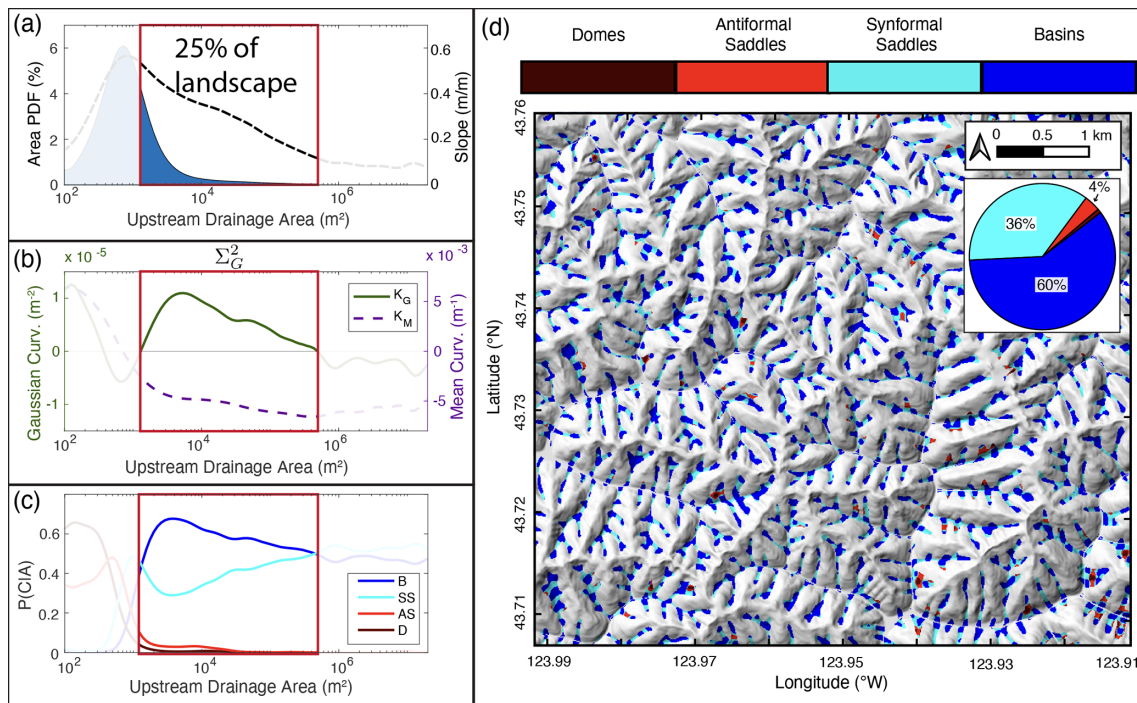 (a)
6
4
2
0
Area PDF (%)
25% of
landscape
0.6
0.4
0.2
0
Slope (m/m)
10²
10⁴
10⁶
Upstream Drainage Area (m²)
(b)
x 10⁻⁵
Σ²G
x 10⁻³
1
0
-1
Gaussian Curv. (m⁻²)
K_G
K_M
5
0
-5
Mean Curv. (m⁻¹)
10²
10⁴
10⁶
Upstream Drainage Area (m²)
(c)
0.6
0.4
0.2
0
P(C|A)
B
SS
AS
D
10²
10⁴
10⁶
Upstream Drainage Area (m²)
(d)
Domes
Antiformal
Saddles
Synformal
Saddles
Basins
43.76
43.75
43.74
43.73
43.72
43.71
Latitude (°N)
0 0.5 1 km
4%
36%
60%
123.99
123.97
123.95
123.93
123.91
Longitude (°W)